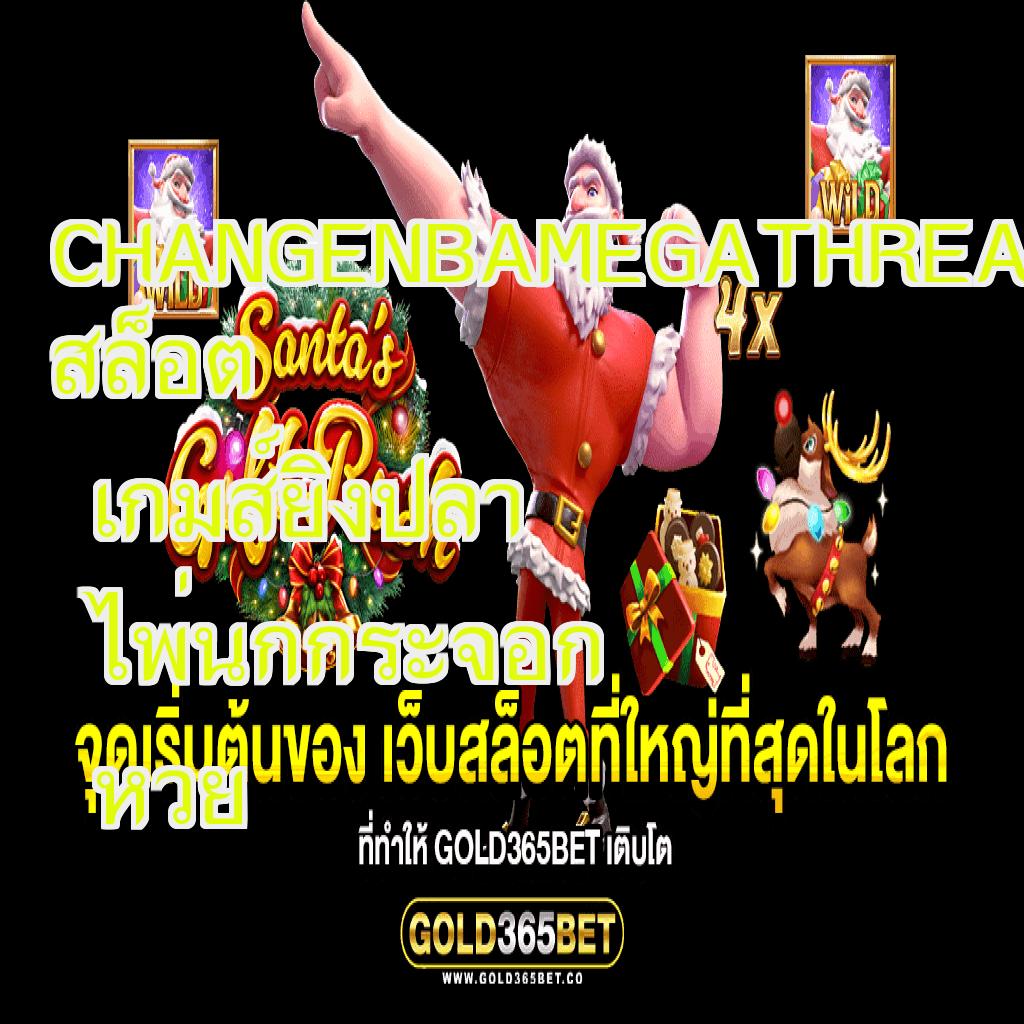 WILD
CHANGENBAMEGATHREA
WILD
4x
Santa's
สล็อต
Gift Rush
เกมส์ยิงปลา
ไพ่นกกระจอก
จุดเริ่มต้นของ เว็บสล็อตที่ใหญ่ที่สุดในโลก
หวย
ที่ทำให้ GOLD365BET เติบโต
GOLD365BET
WWW.GOLD365BET.CO